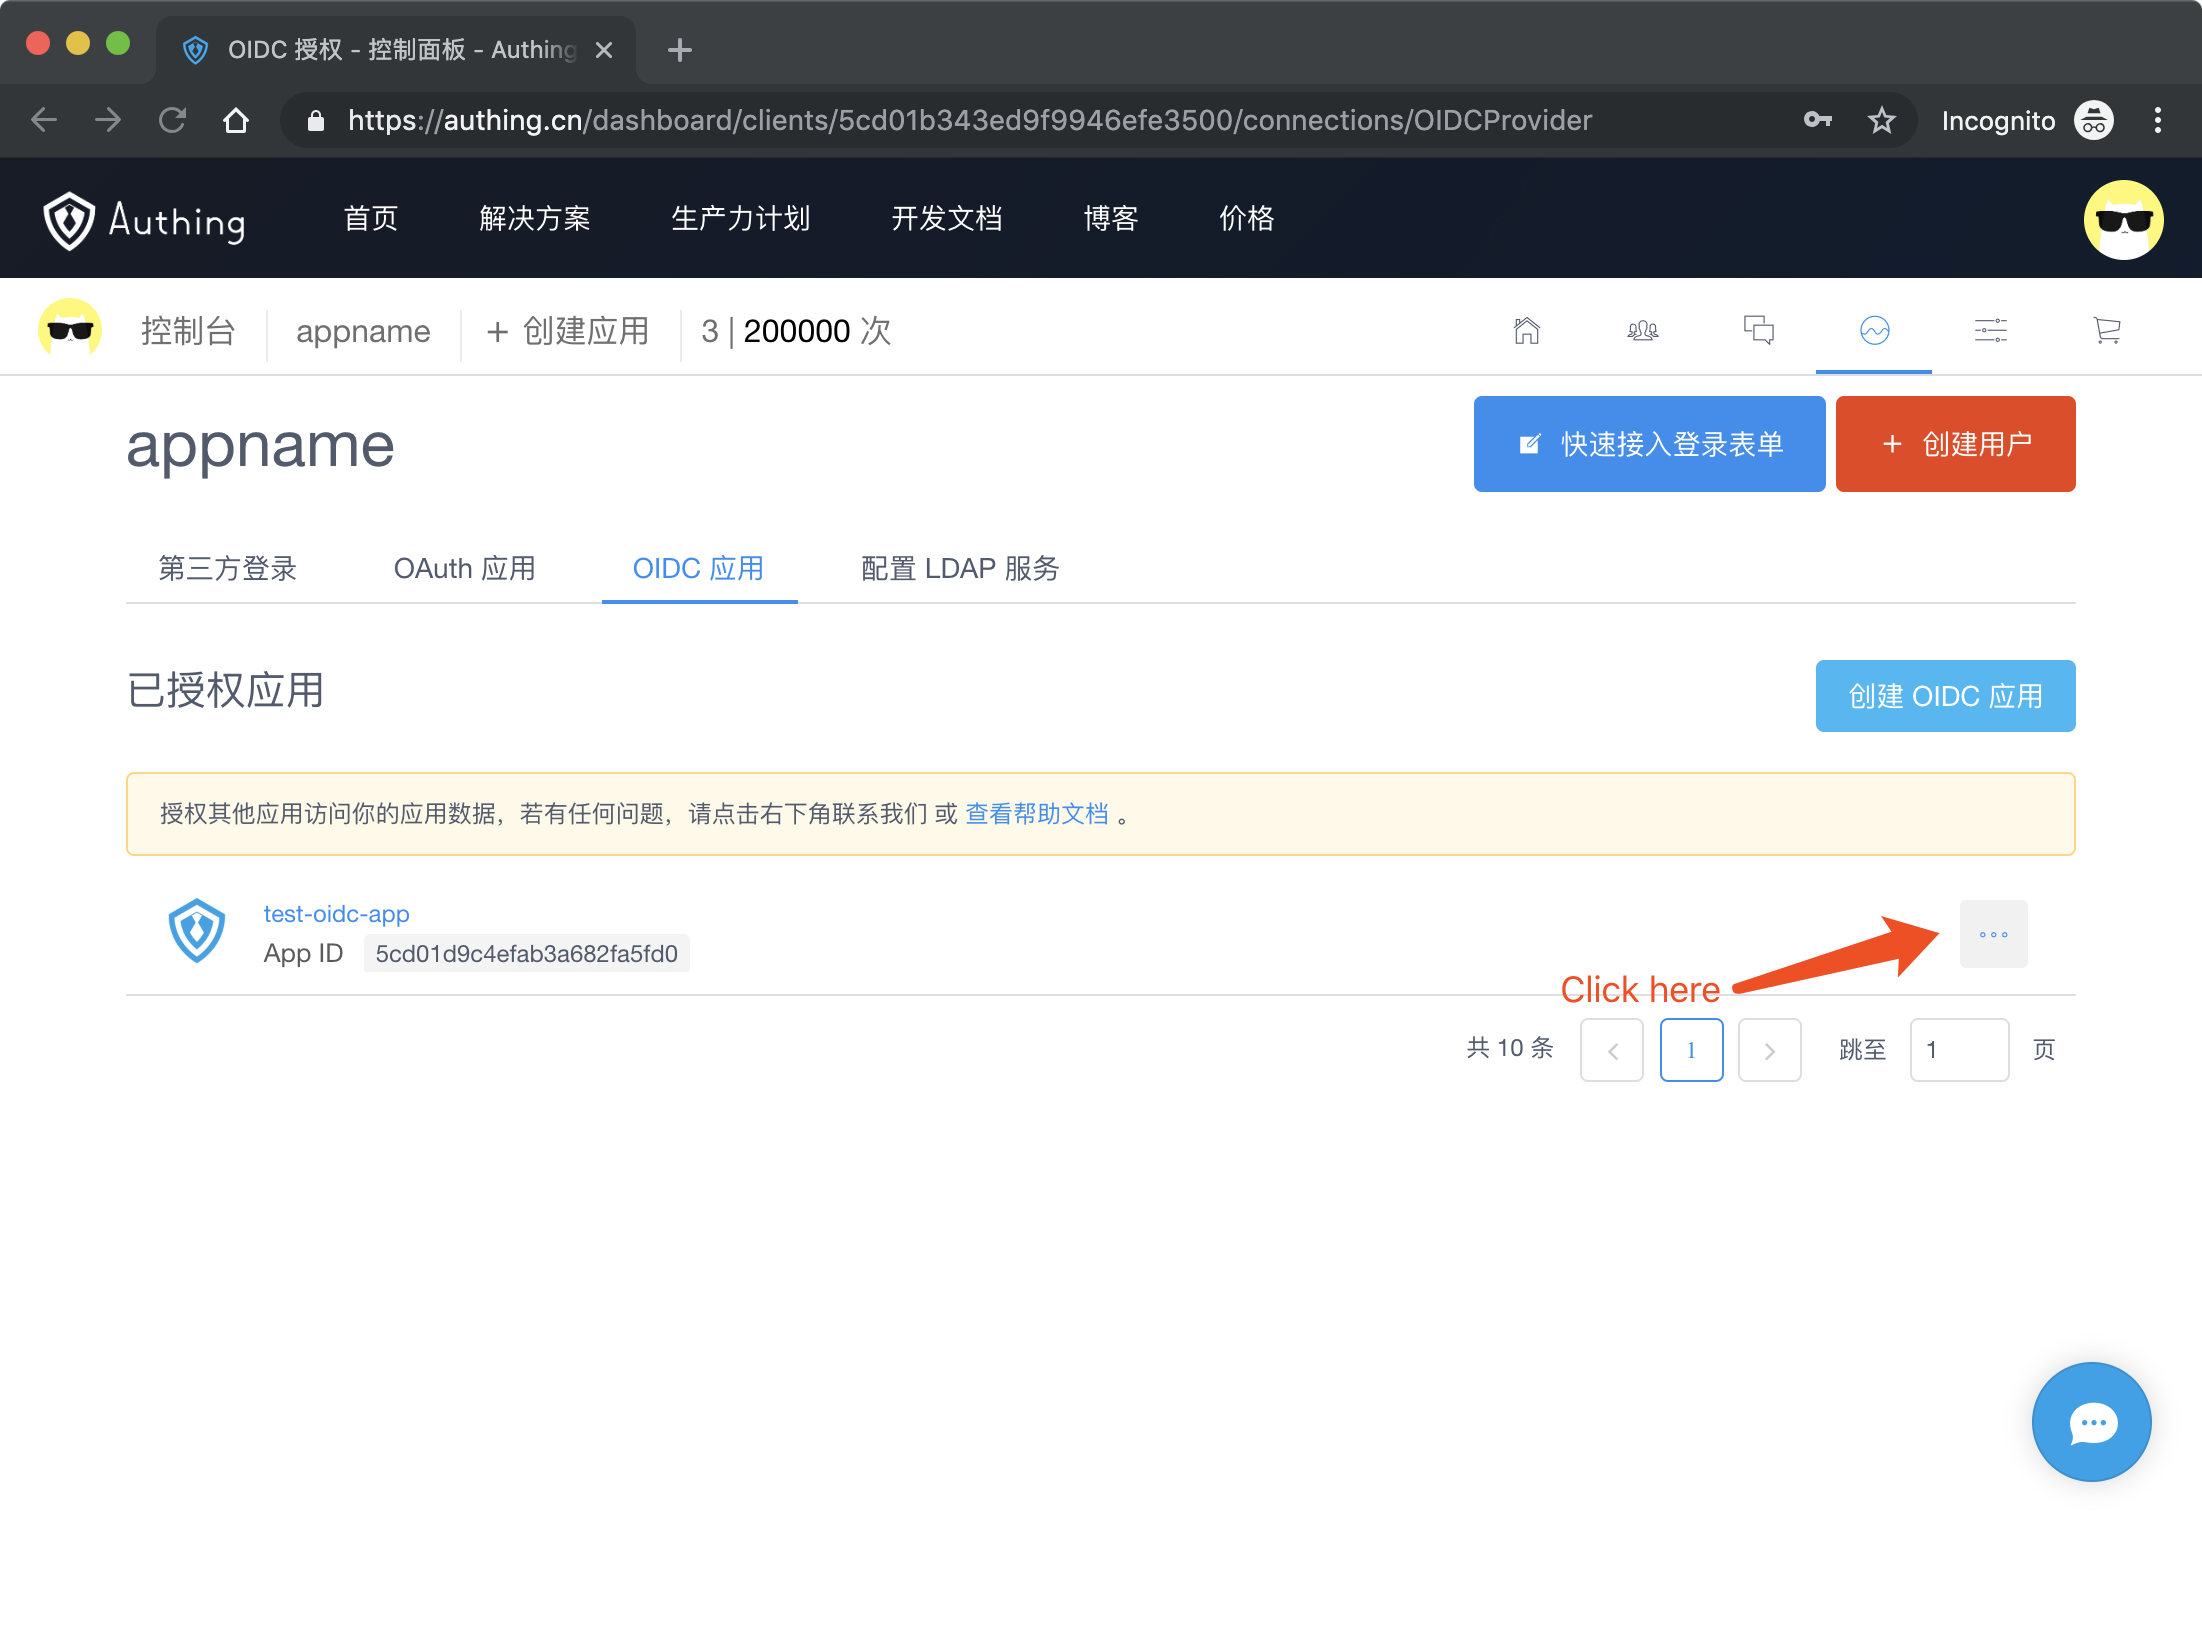 OIDC 授权 - 控制面板 - Authing
https://authing.cn/dashboard/clients/5cd01b343ed9f9946efe3500/connections/OIDCProvider
Incognito
Authing
首页
解决方案
生产力计划
开发文档
博客
价格
控制台
appname
+ 创建应用
3 | 200000 次
appname
快速接入登录表单
+ 创建用户
第三方登录
OAuth 应用
OIDC 应用
配置 LDAP 服务
已授权应用
创建 OIDC 应用
授权其他应用访问你的应用数据，若有任何问题，请点击右下角联系我们 或 查看帮助文档 。
test-oidc-app
App ID 5cd01d9c4efab3a682fa5fd0
Click here
共 10 条
1
跳至
1
页